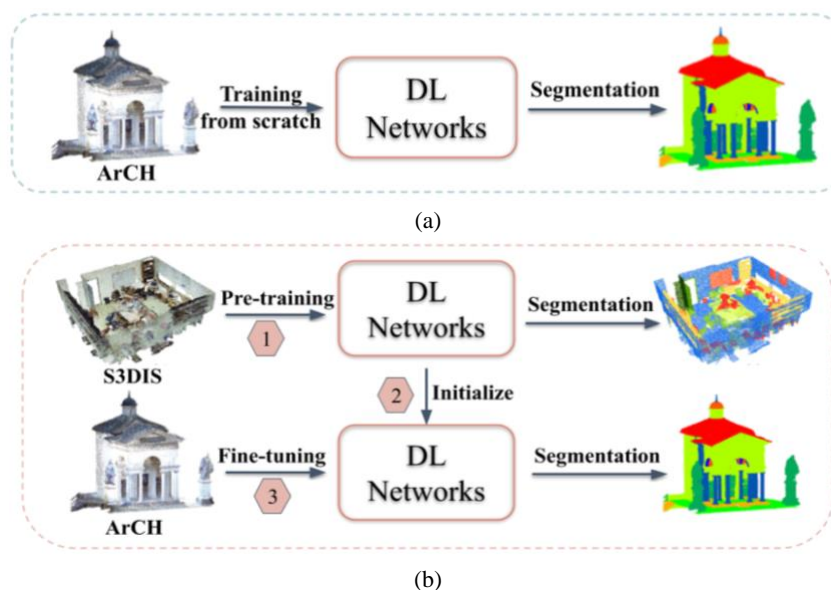 Training
from scratch
DL
Networks
Segmentation
ArCH
(a)
Pre-training
1
DL
Networks
Segmentation
S3DIS
2
Initialize
Fine-tuning
3
DL
Networks
Segmentation
ArCH
(b)